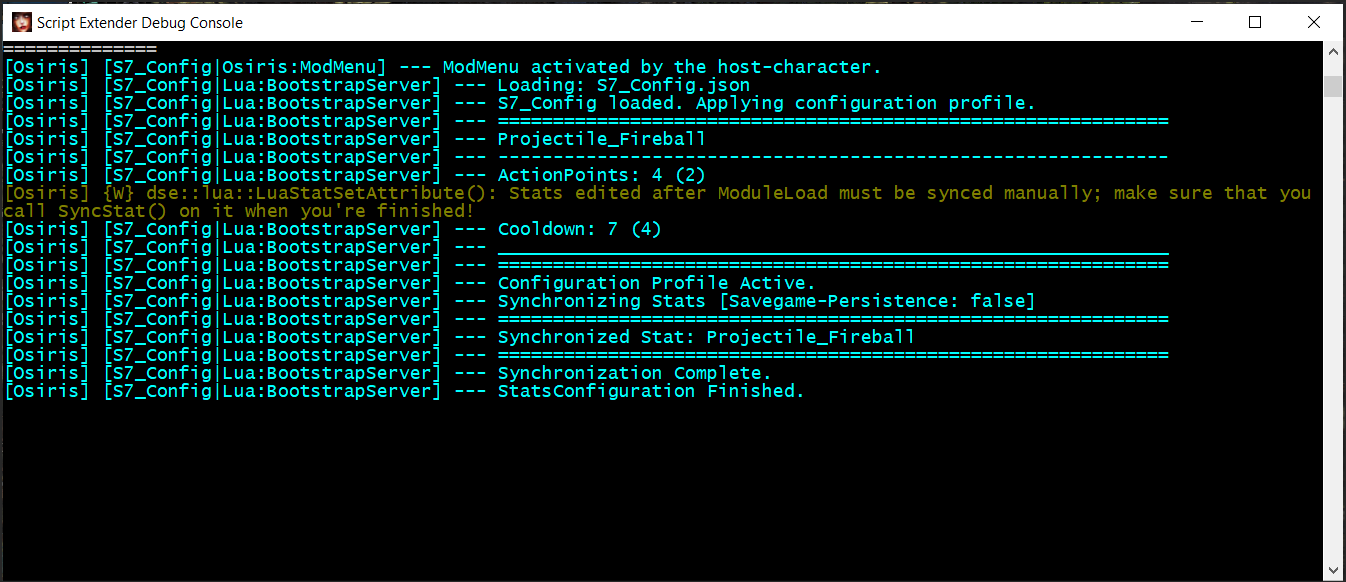 Script Extender Debug Console
==============
[Osiris] [S7_Config|Osiris:ModMenu] --- ModMenu activated by the host-character.
[Osiris] [S7_Config|Lua:BootstrapServer] --- Loading: S7_Config.json
[Osiris] [S7_Config|Lua:BootstrapServer] --- S7_Config loaded. Applying configuration profile.
[Osiris] [S7_Config|Lua:BootstrapServer] --- =============================================================
[Osiris] [S7_Config|Lua:BootstrapServer] --- Projectile_Fireball
[Osiris] [S7_Config|Lua:BootstrapServer] --- -------------------------------------------------------------
[Osiris] [S7_Config|Lua:BootstrapServer] --- ActionPoints: 4 (2)
[Osiris] {W} dse::lua::LuaStatSetAttribute(): Stats edited after ModuleLoad must be synced manually; make sure that you
call SyncStat() on it when you're finished!
[Osiris] [S7_Config|Lua:BootstrapServer] --- Cooldown: 7 (4)
[Osiris] [S7_Config|Lua:BootstrapServer] --- _____________________________________________________________
[Osiris] [S7_Config|Lua:BootstrapServer] --- =============================================================
[Osiris] [S7_Config|Lua:BootstrapServer] --- Configuration Profile Active.
[Osiris] [S7_Config|Lua:BootstrapServer] --- Synchronizing Stats [Savegame-Persistence: false]
[Osiris] [S7_Config|Lua:BootstrapServer] --- =============================================================
[Osiris] [S7_Config|Lua:BootstrapServer] --- Synchronized Stat: Projectile_Fireball
[Osiris] [S7_Config|Lua:BootstrapServer] --- =============================================================
[Osiris] [S7_Config|Lua:BootstrapServer] --- Synchronization Complete.
[Osiris] [S7_Config|Lua:BootstrapServer] --- StatsConfiguration Finished.